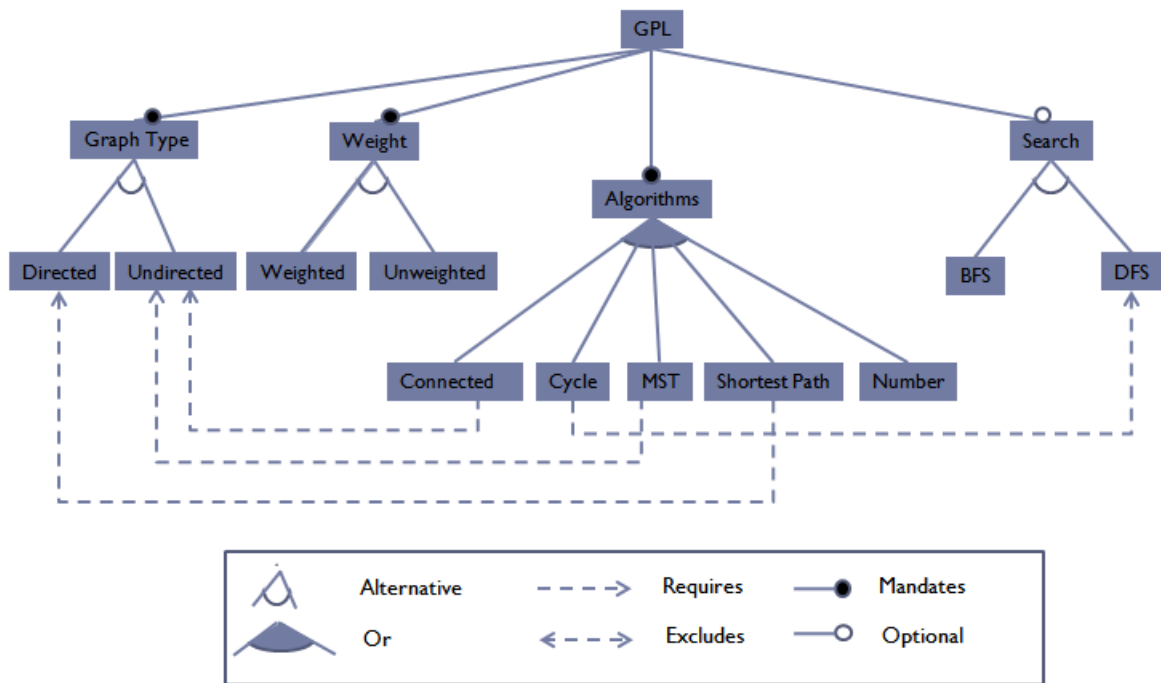 GPL
Graph Type
Weight
Search
Algorithms
Directed
Undirected
Weighted
Unweighted
BFS
DFS
Connected
Cycle
MST
Shortest Path
Number
Alternative
Requires
Mandates
Or
Excludes
Optional